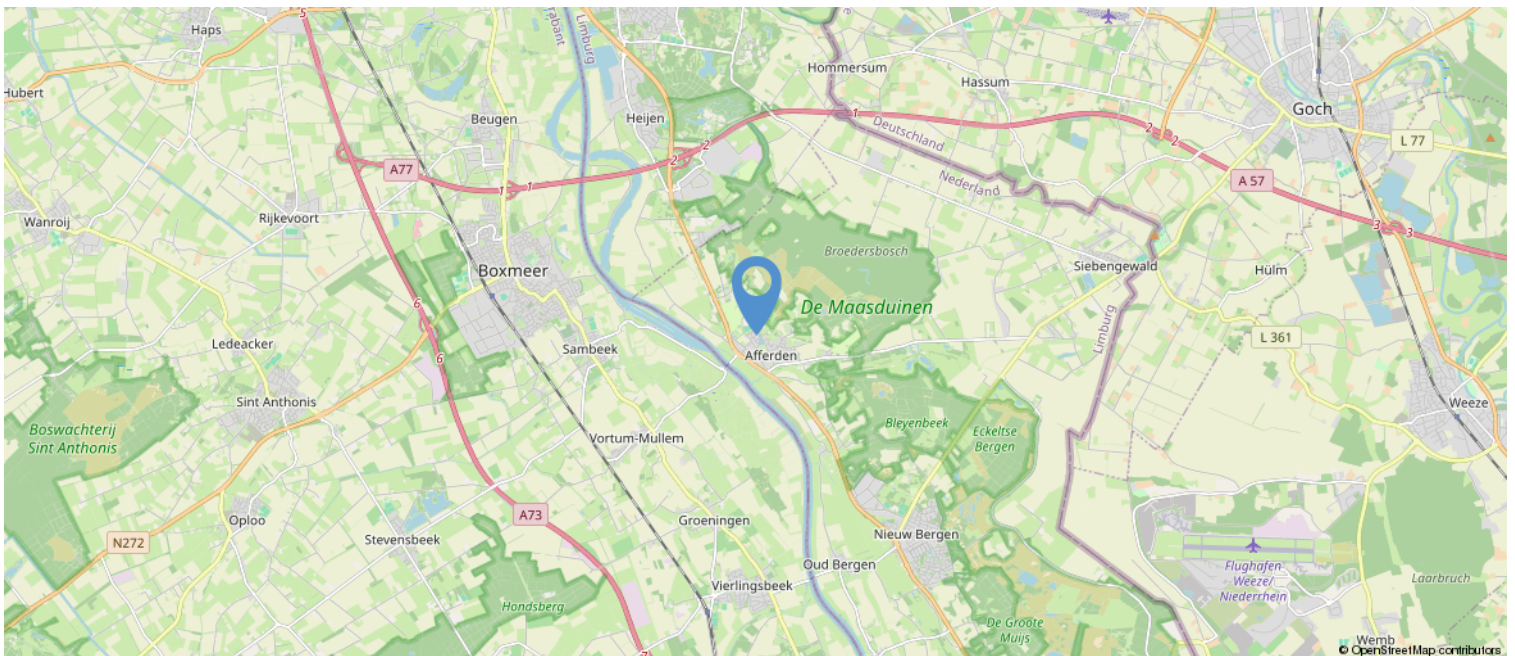 5
Haps
Brabant
Limburg
Hommersum
Hassum
Hubert
Goch
Beugen
Heijen
1
Deutschland
2
2
L 77
2
2
A77
1
1
Nederland
A 57
Wanroij
Rijkevoort
3
3
Broedersbosch
Siebengewald
Hülm
Boxmeer
6
De Maasduinen
Limburg
L 361
Ledeacker
Sambeek
6
Afferden
Sint Anthonis
Weeze
Boswachterij
Sint Anthonis
Vortum-Mullem
Bleyenbeek
Eckeltse
Bergen
A73
Oploo
Groeningen
N272
Stevensbeek
Nieuw Bergen
Oud Bergen
Flughafen
Weeze/
Niederrhein
Laarbruch
Vierlingsbeek
Hondsberg
De Groote
Muijs
Wemb
7
© OpenStreetMap contributors